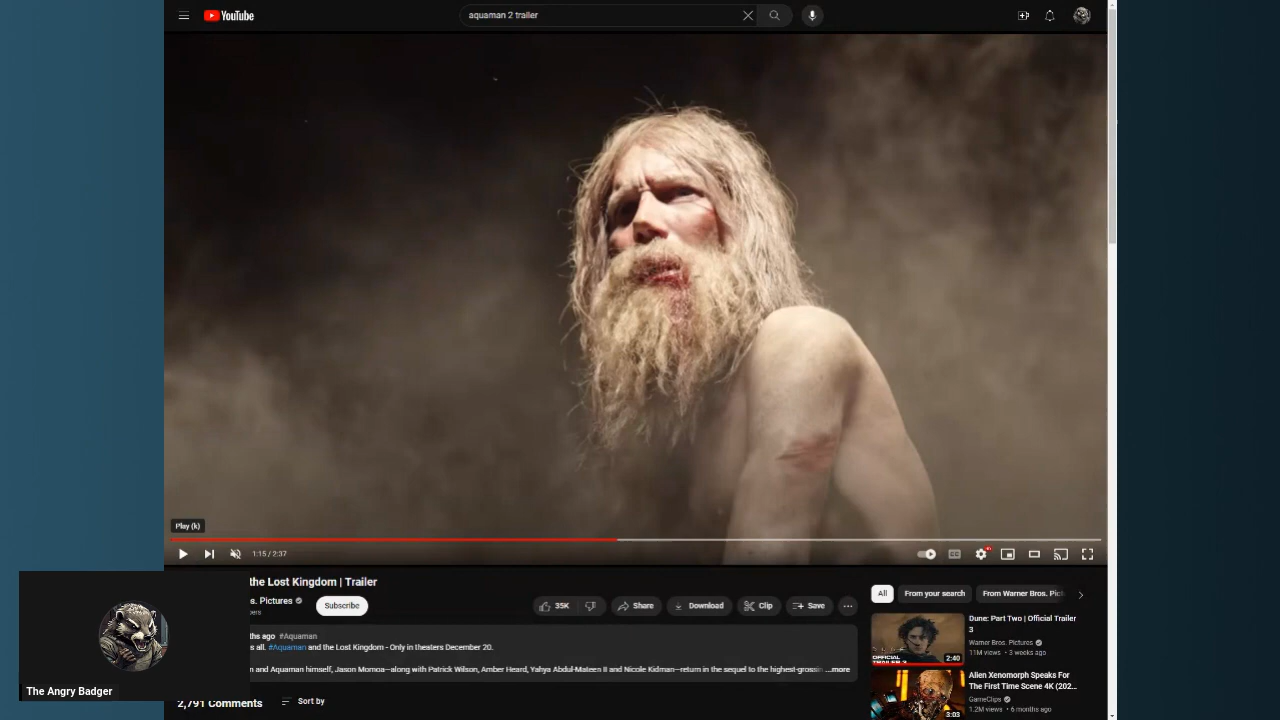 YouTube
aquaman 2 trailer
Play (k)
1:15 / 2:37
the Lost Kingdom | Trailer
s. Pictures
Subscribe
35K
Share
Download
Clip
Save
ths ago #Aquaman
s all. #Aquaman and the Lost Kingdom - Only in theaters December 20.
n and Aquaman himself, Jason Momoa—along with Patrick Wilson, Amber Heard, Yahya Abdul-Mateen II and Nicole Kidman—return in the sequel to the highest-grossin ...more
2,791 Comments
Sort by
All
From your search
From Warner Bros. Pict
OFFICIAL
2:40
Dune: Part Two | Official Trailer
3
Warner Bros. Pictures
11M views • 3 weeks ago
3:03
Alien Xenomorph Speaks For
The First Time Scene 4K (202...
GameClips
1.2M views • 6 months ago
The Angry Badger